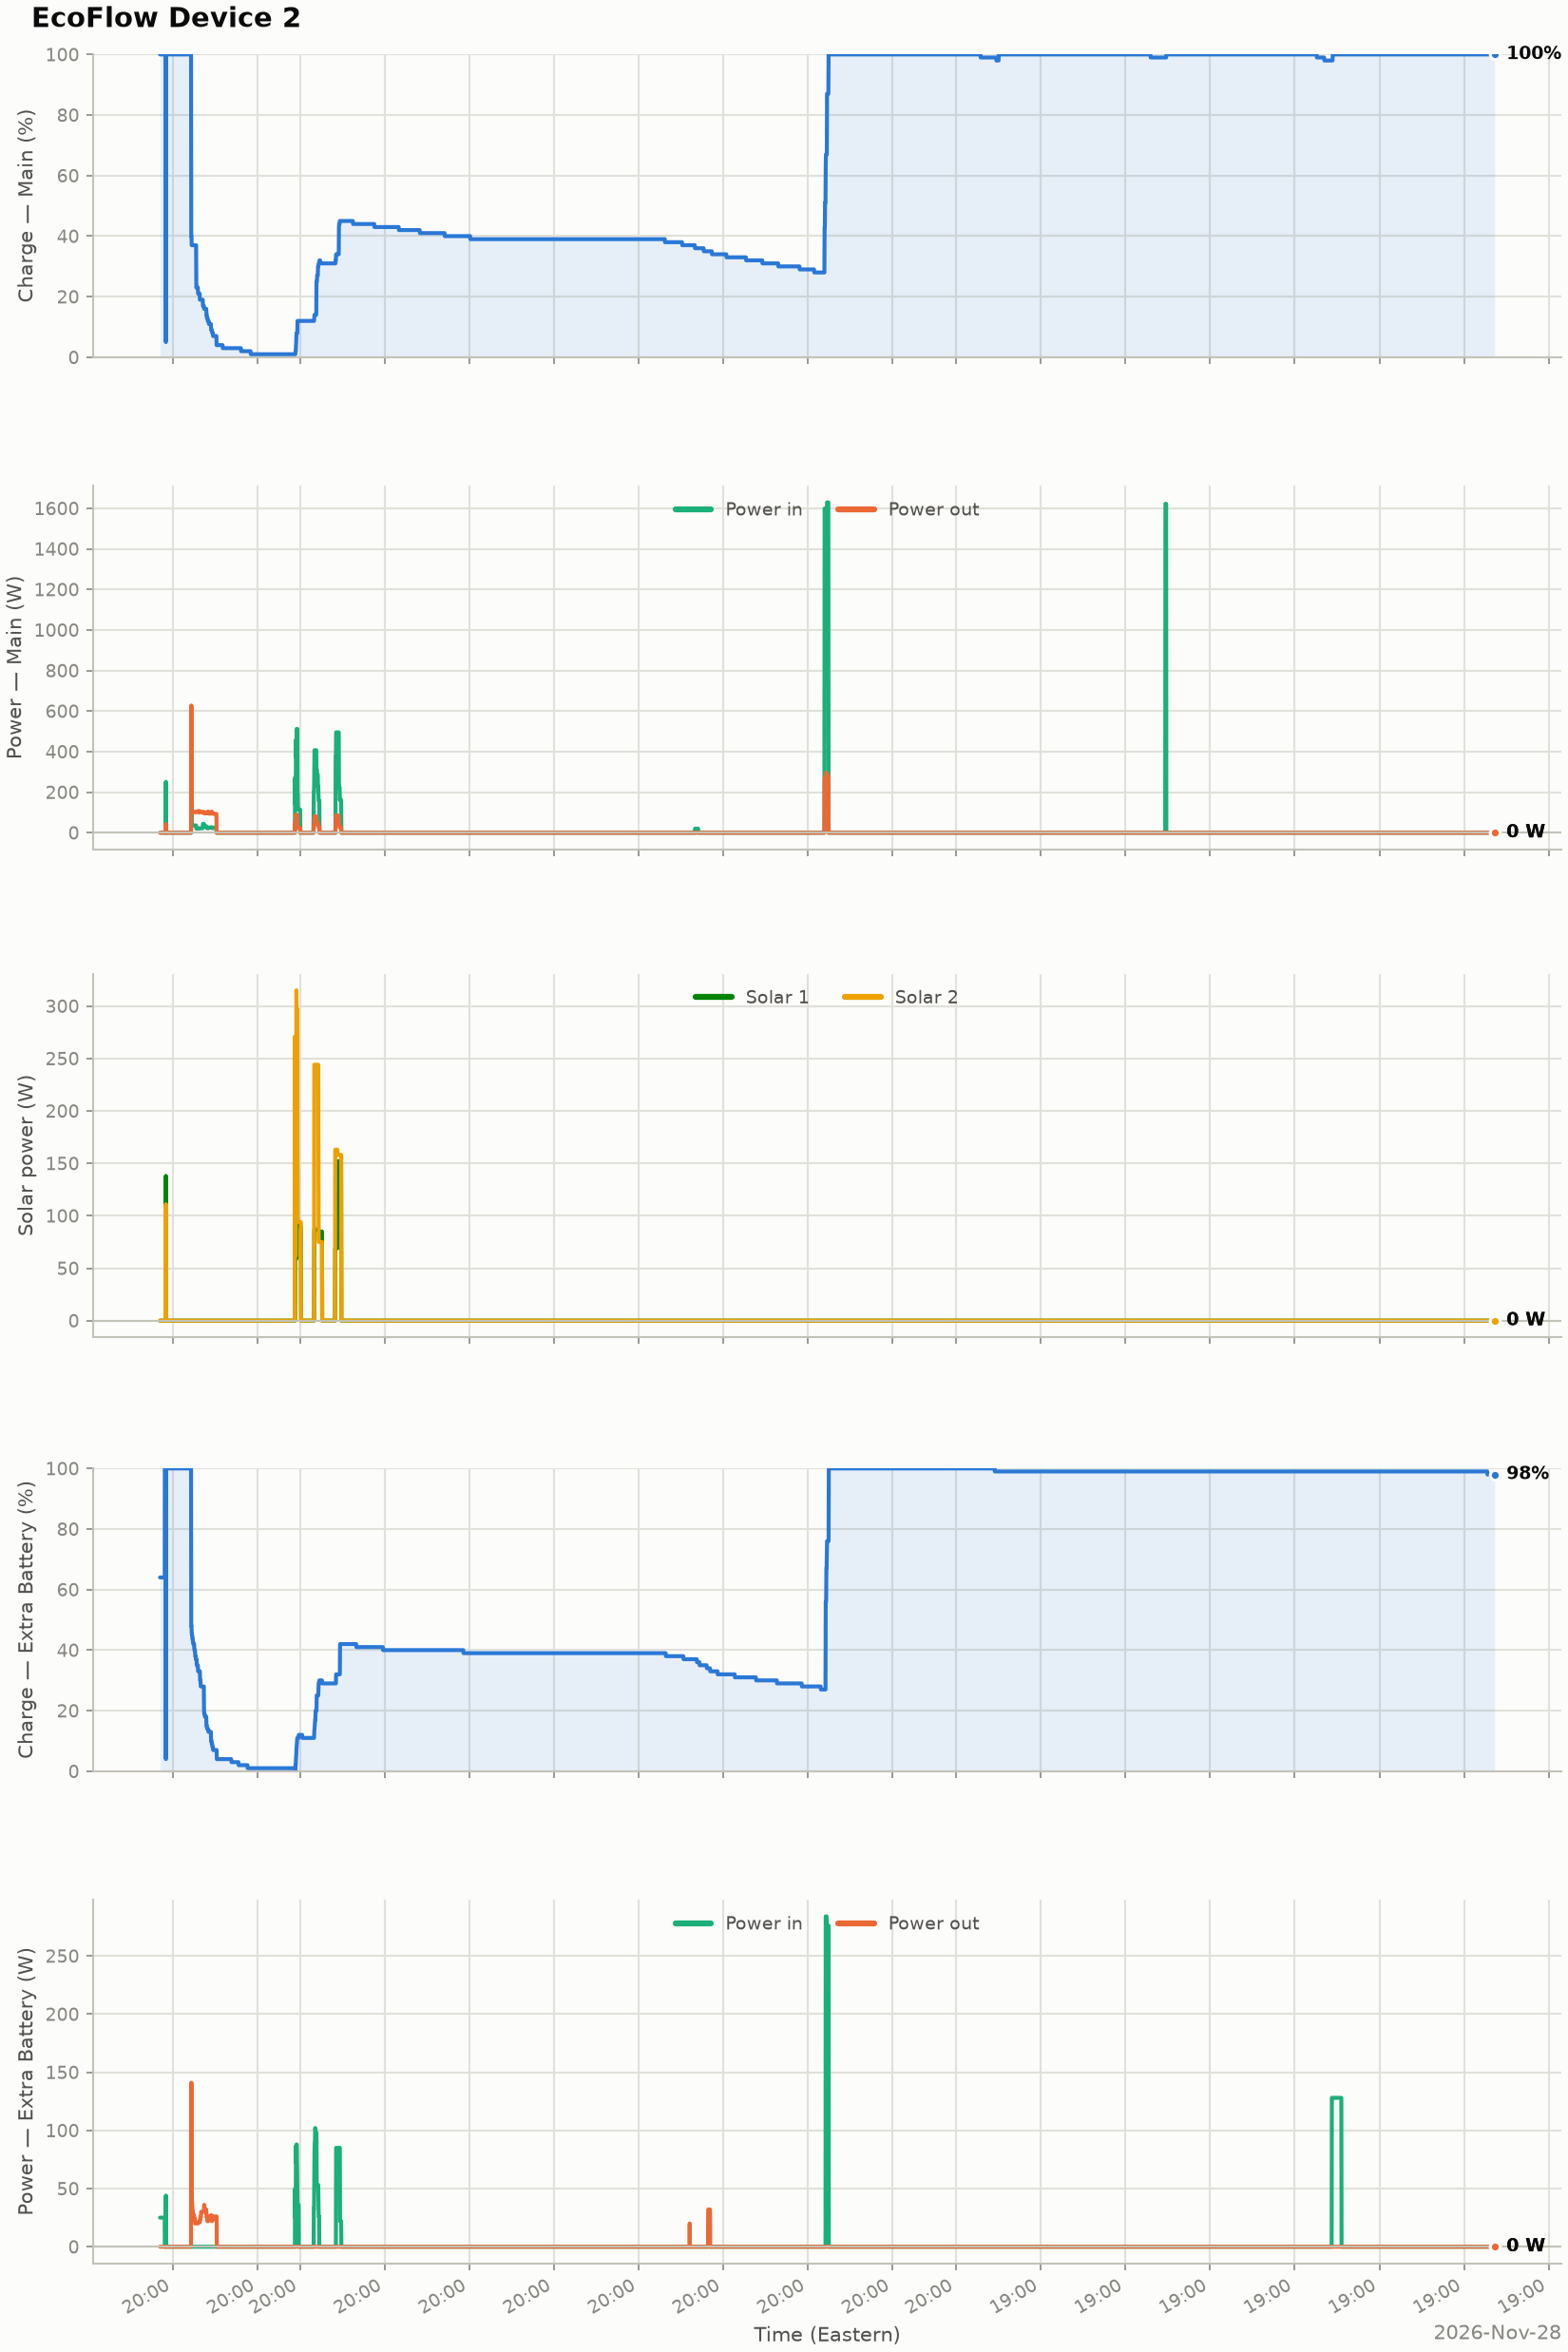 EcoFlow Device 2
Charge — Main (%)
100
80
60
40
20
0
100%
Power — Main (W)
1600
1400
1200
1000
800
600
400
200
0
Power in
Power out
0 W
Solar power (W)
300
250
200
150
100
50
0
Solar 1
Solar 2
0 W
Charge — Extra Battery (%)
100
80
60
40
20
0
98%
Power — Extra Battery (W)
250
200
150
100
50
0
Power in
Power out
0 W
20:00 20:00 20:00 20:00 20:00 20:00 20:00 20:00 20:00 20:00 20:00 19:00 19:00 19:00 19:00 19:00 19:00 19:00
Time (Eastern)
2026-Nov-28